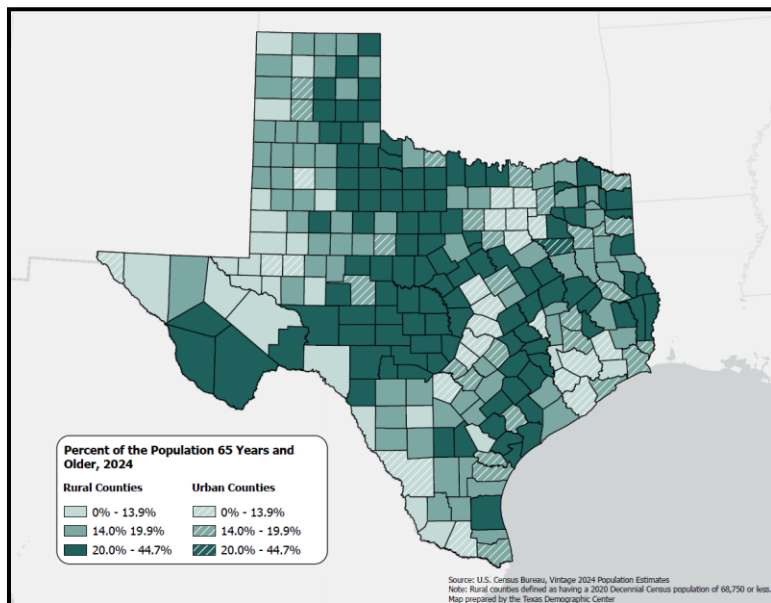 Percent of the Population 65 Years and
Older, 2024
Rural Counties Urban Counties
0% - 13.9% 0% - 13.9%
14.0% 19.9% 14.0% - 19.9%
20.0% - 44.7% 20.0% - 44.7%
Source: U.S. Census Bureau, Vintage 2024 Population Estimates
Note: Rural counties defined as having a 2020 Decennial Census population of 68,750 or less.
Map prepared by the Texas Demographic Center